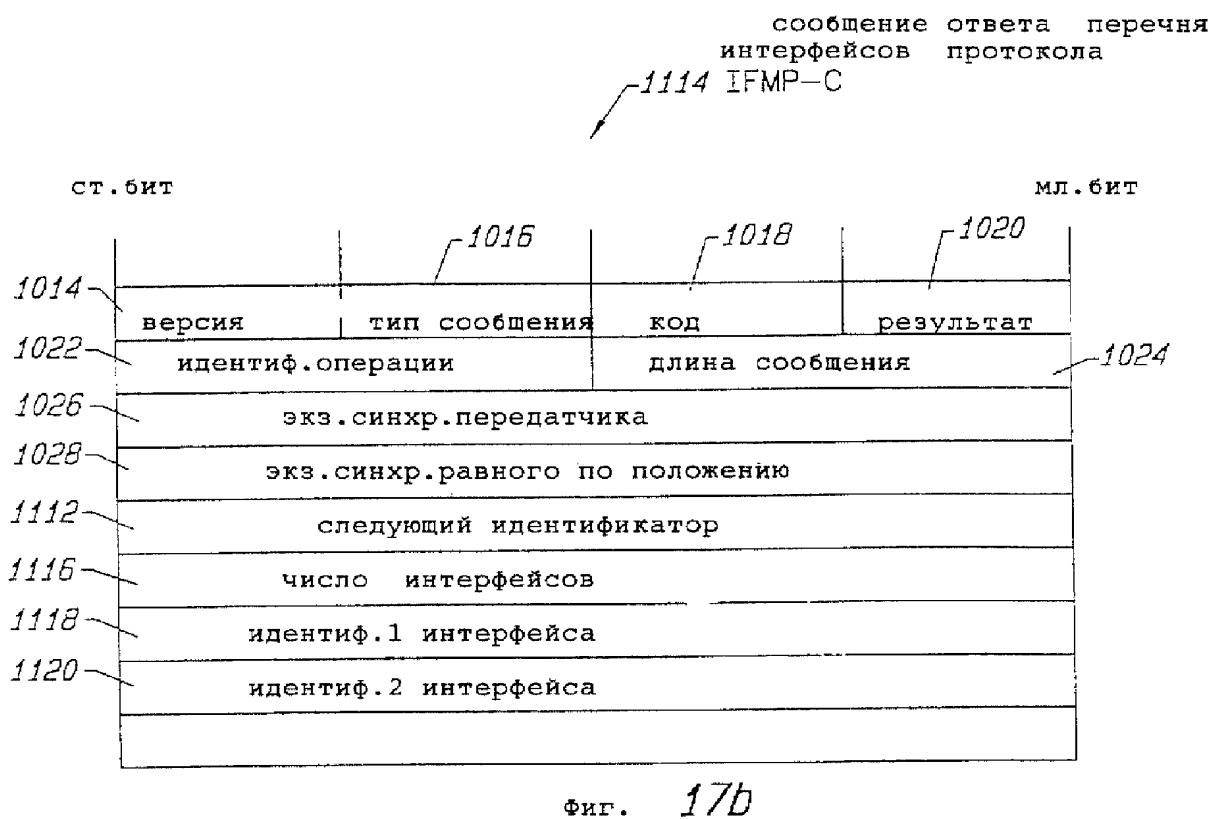 сообщение ответа перечня
интерфейсов протокола
1114 IFMP-C
ст.бит мл.бит
1016 1018 1020
1014
версия тип сообщения код результат
1022 идентиф.операции длина сообщения 1024
1026 экз.синхр.передатчика
1028 экз.синхр.равного по положению
1112 следующий идентификатор
1116 число интерфейсов
1118 идентиф.1 интерфейса
1120 идентиф.2 интерфейса
Фиг. 17b